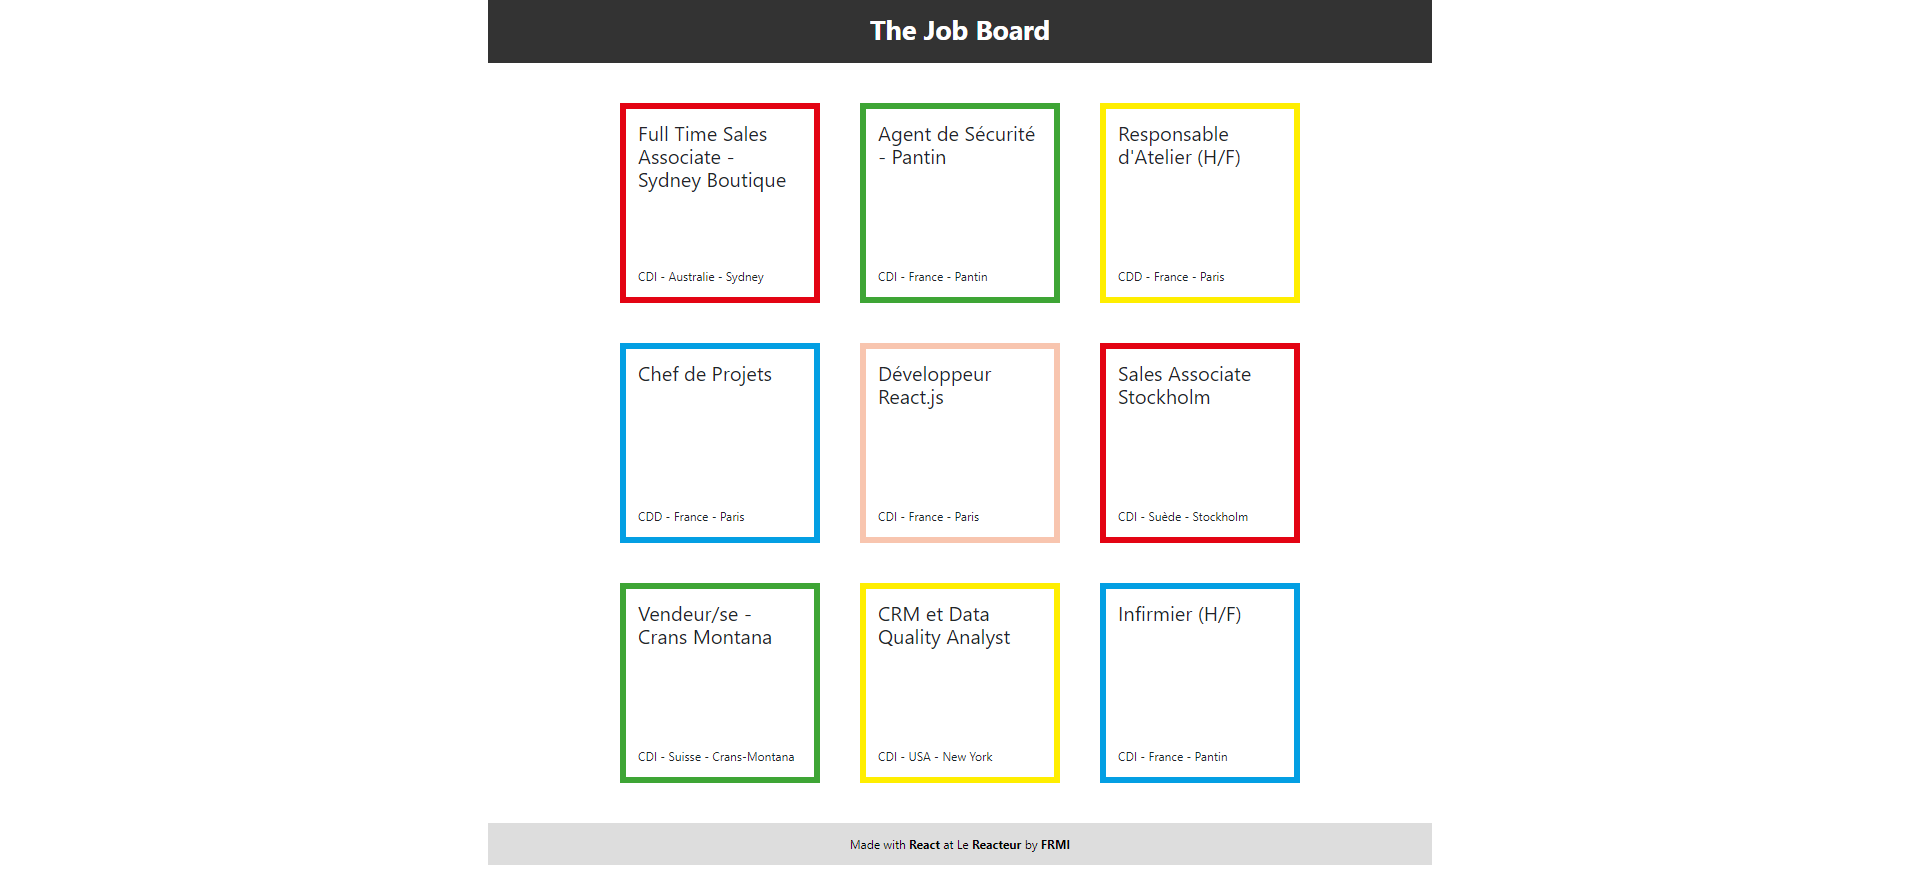 The Job Board
Full Time Sales
Associate -
Sydney Boutique
CDI - Australie - Sydney
Agent de Sécurité
- Pantin
CDI - France - Pantin
Responsable
d'Atelier (H/F)
CDD - France - Paris
Chef de Projets
CDD - France - Paris
Développeur
React.js
CDI - France - Paris
Sales Associate
Stockholm
CDI - Suède - Stockholm
Vendeur/se -
Crans Montana
CDI - Suisse - Crans-Montana
CRM et Data
Quality Analyst
CDI - USA - New York
Infirmier (H/F)
CDI - France - Pantin
Made with React at Le Reacteur by FRMI